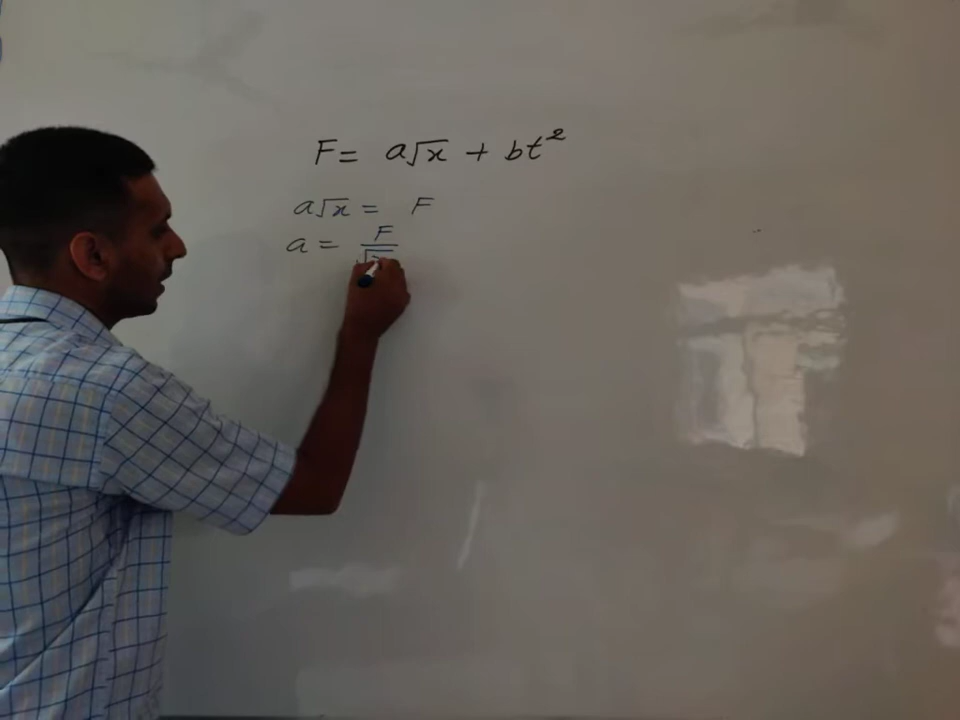 F = a√x + bt²
a√x = F
a = F/√x